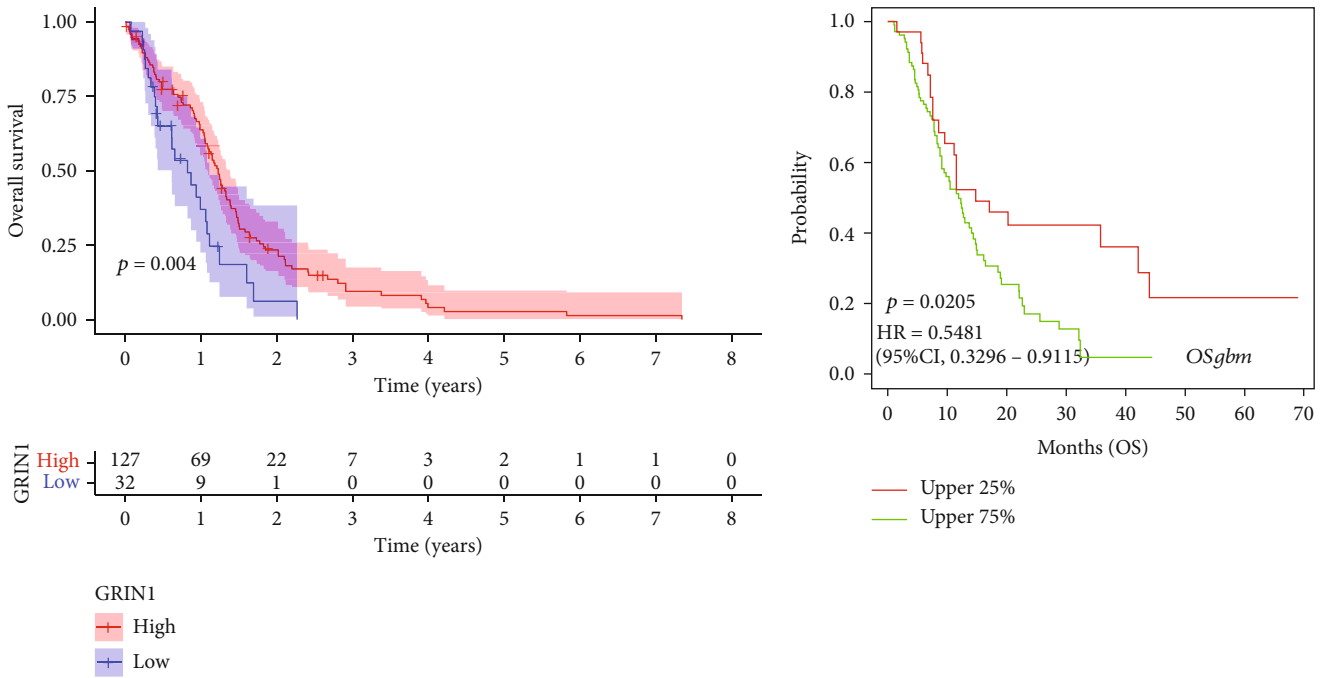 1.00
0.75
0.50
0.25
0.00
Overall survival
p = 0.004
0 1 2 3 4 5 6 7 8
Time (years)
GRIN1
High 127 69 22 7 3 2 1 1 0
Low 32 9 1 0 0 0 0 0 0
0 1 2 3 4 5 6 7 8
Time (years)
GRIN1
High
Low
1.0
0.8
0.6
0.4
0.2
0.0
Probability
p = 0.0205
HR = 0.5481
(95%CI, 0.3296 – 0.9115)
OSgbm
0 10 20 30 40 50 60 70
Months (OS)
Upper 25%
Upper 75%